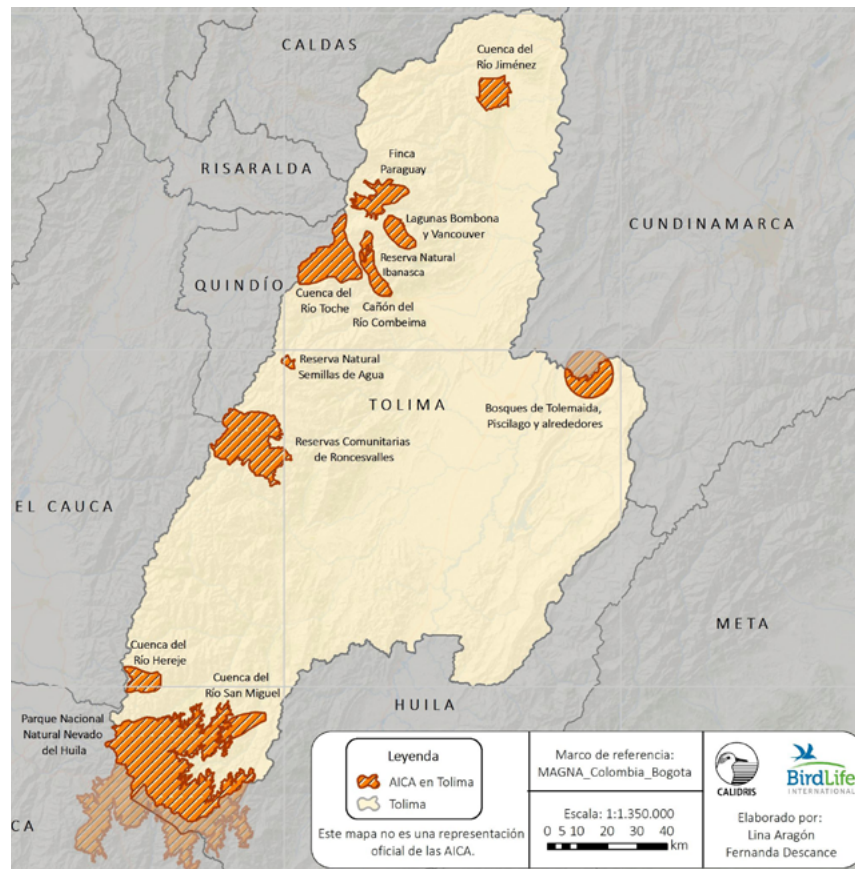 CALDAS
Cuenca del
Río Jiménez
RISARALDA
Finca
Paraguay
Lagunas Bombona
y Vancouver
CUNDINAMARCA
Reserva Natural
Ibanasca
QUINDÍO
Cuenca del
Río Toche
Cañón del
Río Combeima
Reserva Natural
Semillas de Agua
TOLIMA
Bosques de Tolemaida,
Piscilago y alrededores
Reservas Comunitarias
de Roncesvalles
EL CAUCA
META
Cuenca del
Río Hereje
Cuenca del
Río San Miguel
HUILA
Parque Nacional
Natural Nevado
del Huila
CA
Leyenda
AICA en Tolima
Tolima
Este mapa no es una representación
oficial de las AICA.
Marco de referencia:
MAGNA_Colombia_Bogota
Escala: 1:1.350.000
0 5 10 20 30 40
km
CALIDRIS
BirdLife
INTERNATIONAL
Elaborado por:
Lina Aragón
Fernanda Descance